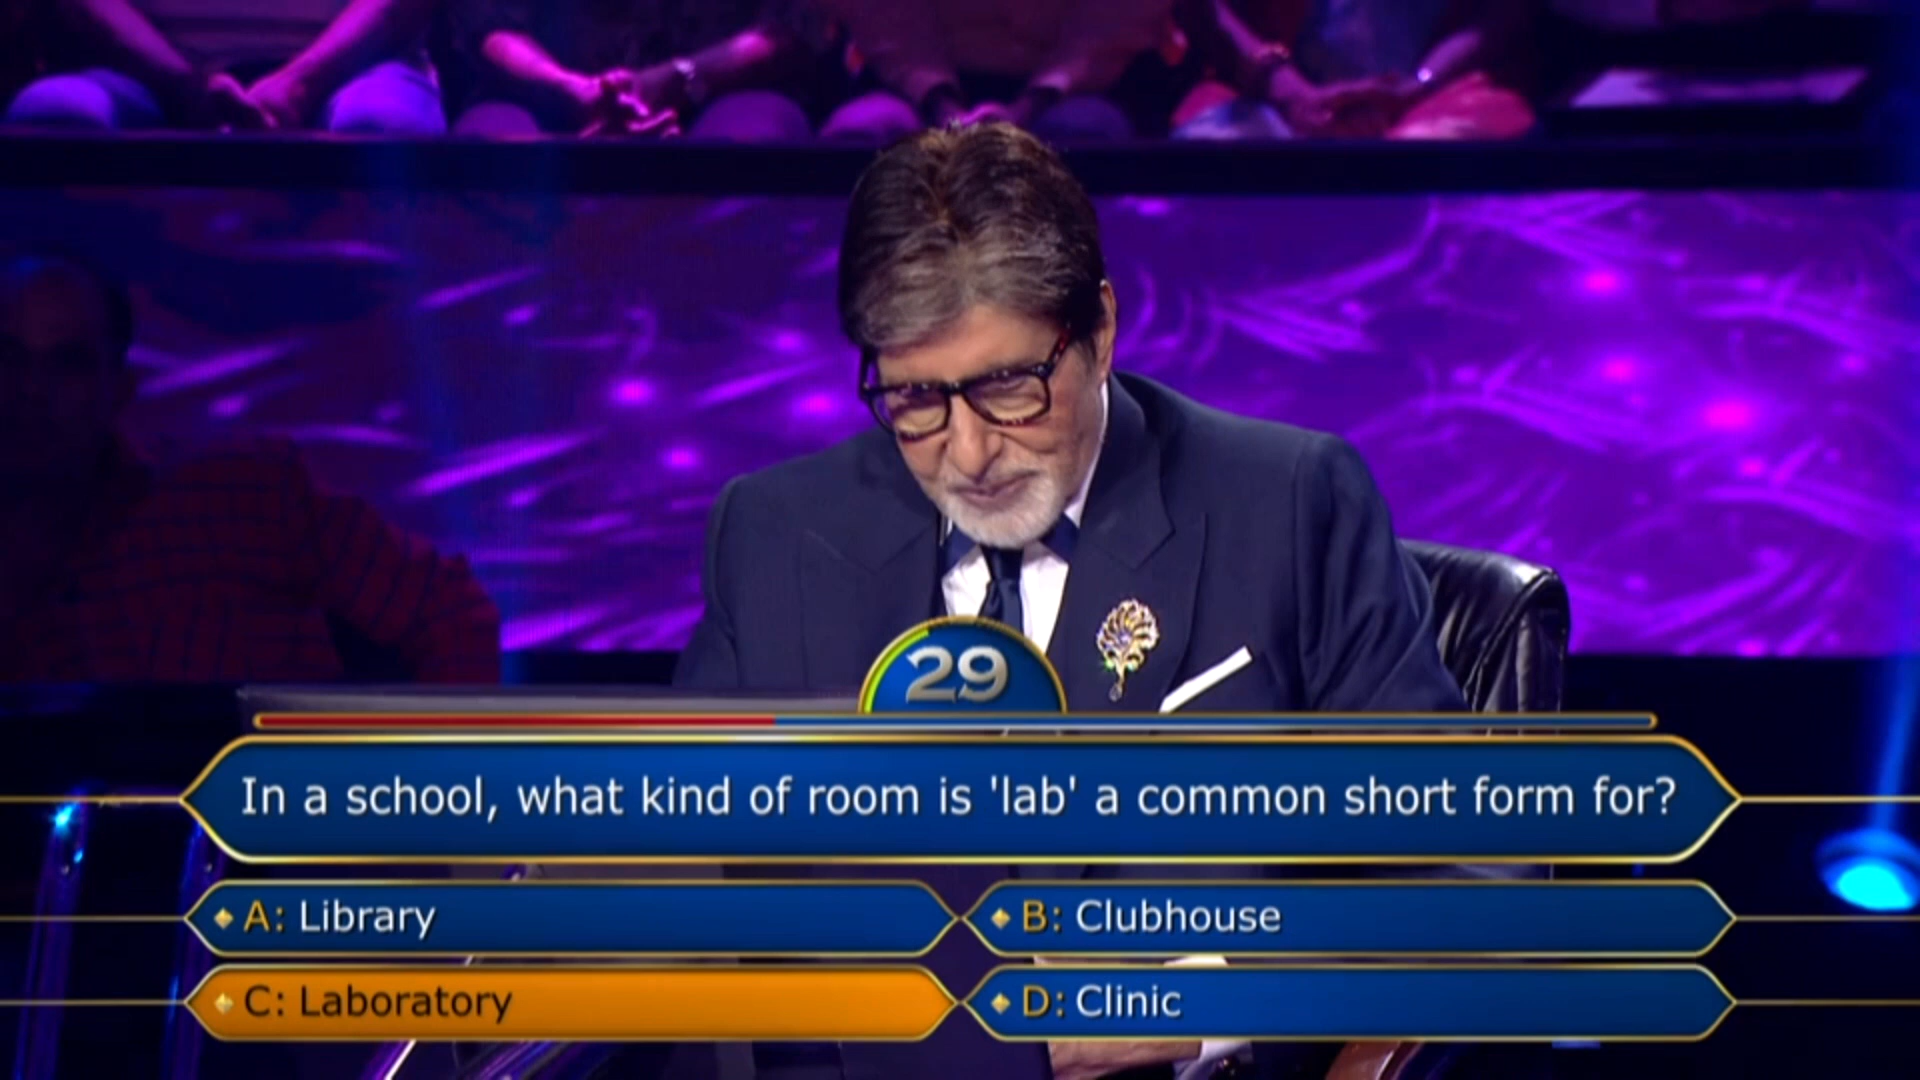 29
In a school, what kind of room is 'lab' a common short form for?
A: Library
B: Clubhouse
C: Laboratory
D: Clinic